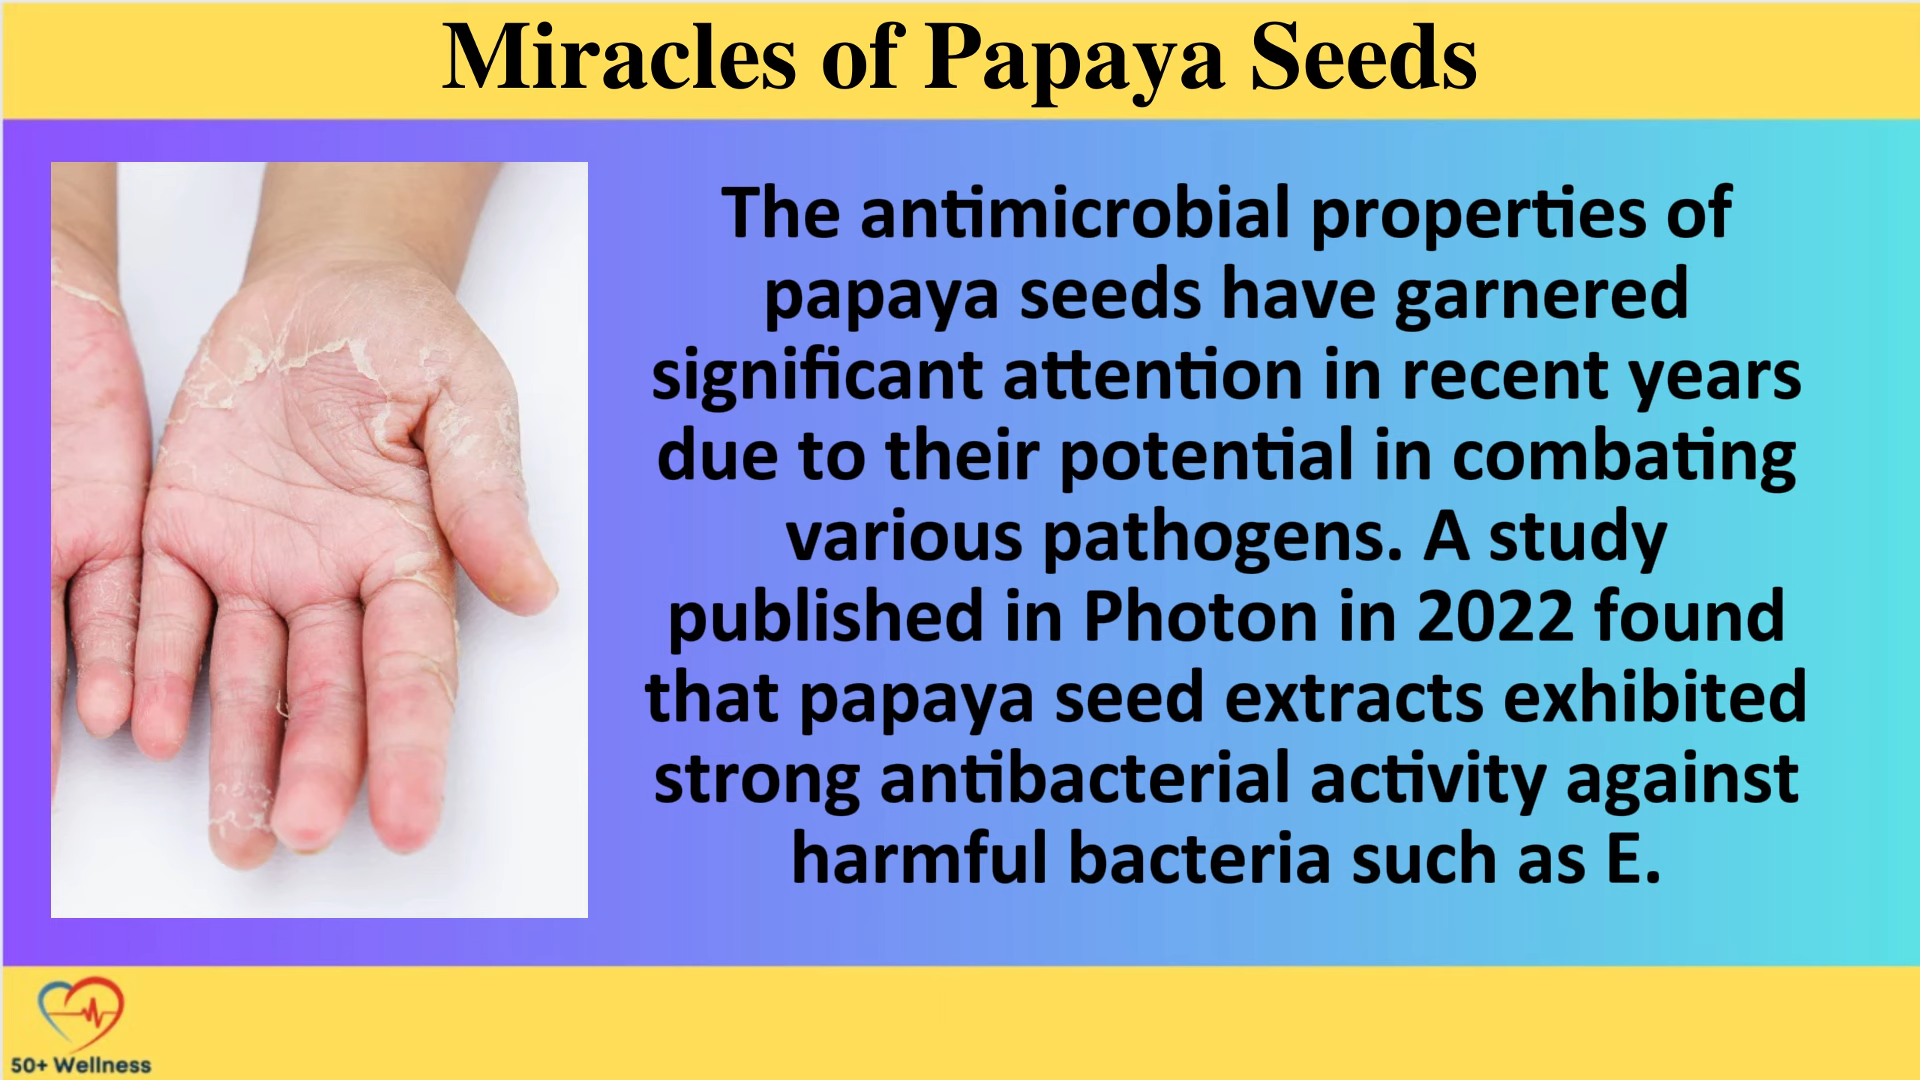 Miracles of Papaya Seeds
The antimicrobial properties of
papaya seeds have garnered
significant attention in recent years
due to their potential in combating
various pathogens. A study
published in Photon in 2022 found
that papaya seed extracts exhibited
strong antibacterial activity against
harmful bacteria such as E.
50+ Wellness